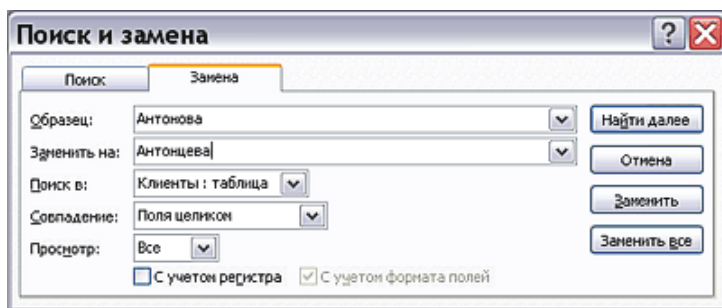 Поиск и замена
Поиск Замена
Образец: Антонова Найти далее
Заменить на: Антонцева Отмена
Поиск в: Клиенты : таблица
Совпадение: Поля целиком Заменить
Просмотр: Все Заменить все
С учетом регистра С учетом формата полей